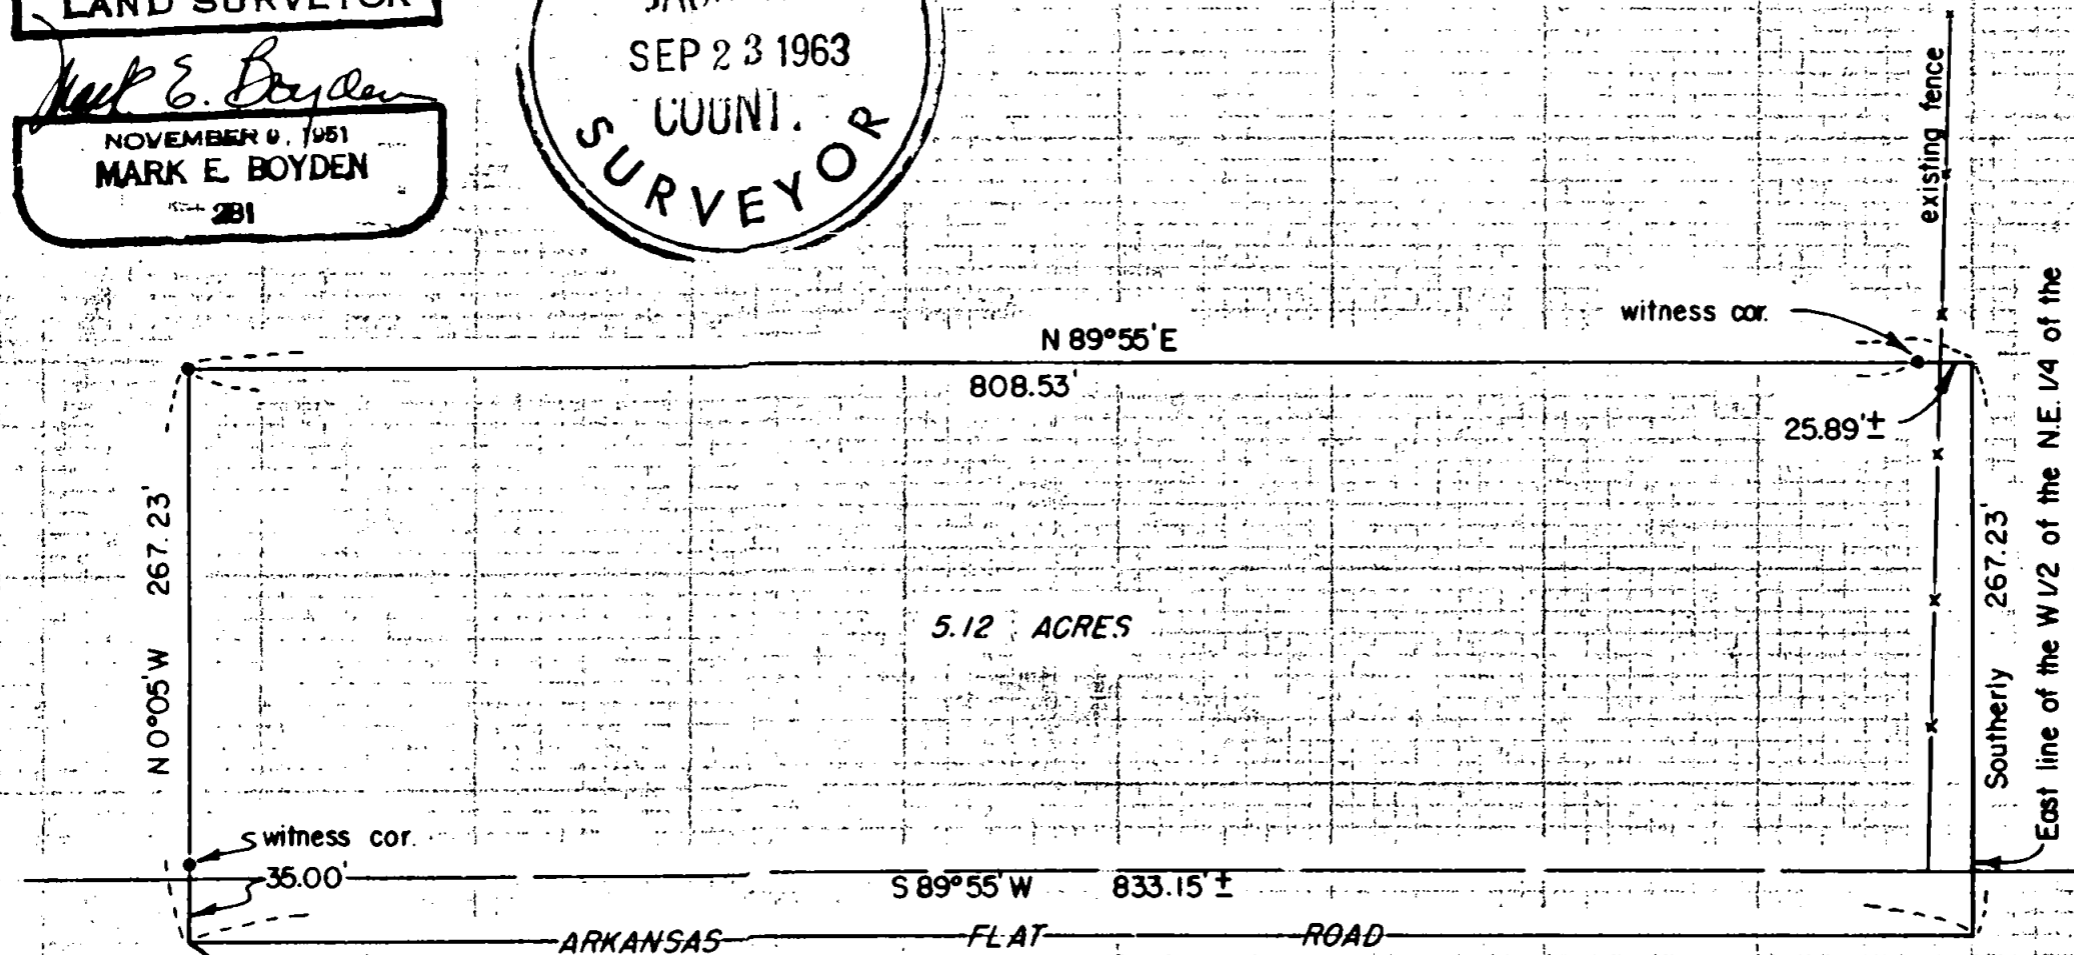 LAND SURVEYOR
Mark E. Boyden
NOVEMBER 9, 1951
MARK E. BOYDEN
281
SEP 23 1963
COUNT.
SURVEYOR
existing fence
witness cor.
N 89°55' E
808.53'
25.89'±
N 0°05' W 267.23'
5.12 ACRES
Southerly 267.23'
East line of the W 1/2 of the N.E. 1/4 of the
witness cor.
35.00'
S 89°55' W 833.15'±
ARKANSAS FLAT ROAD